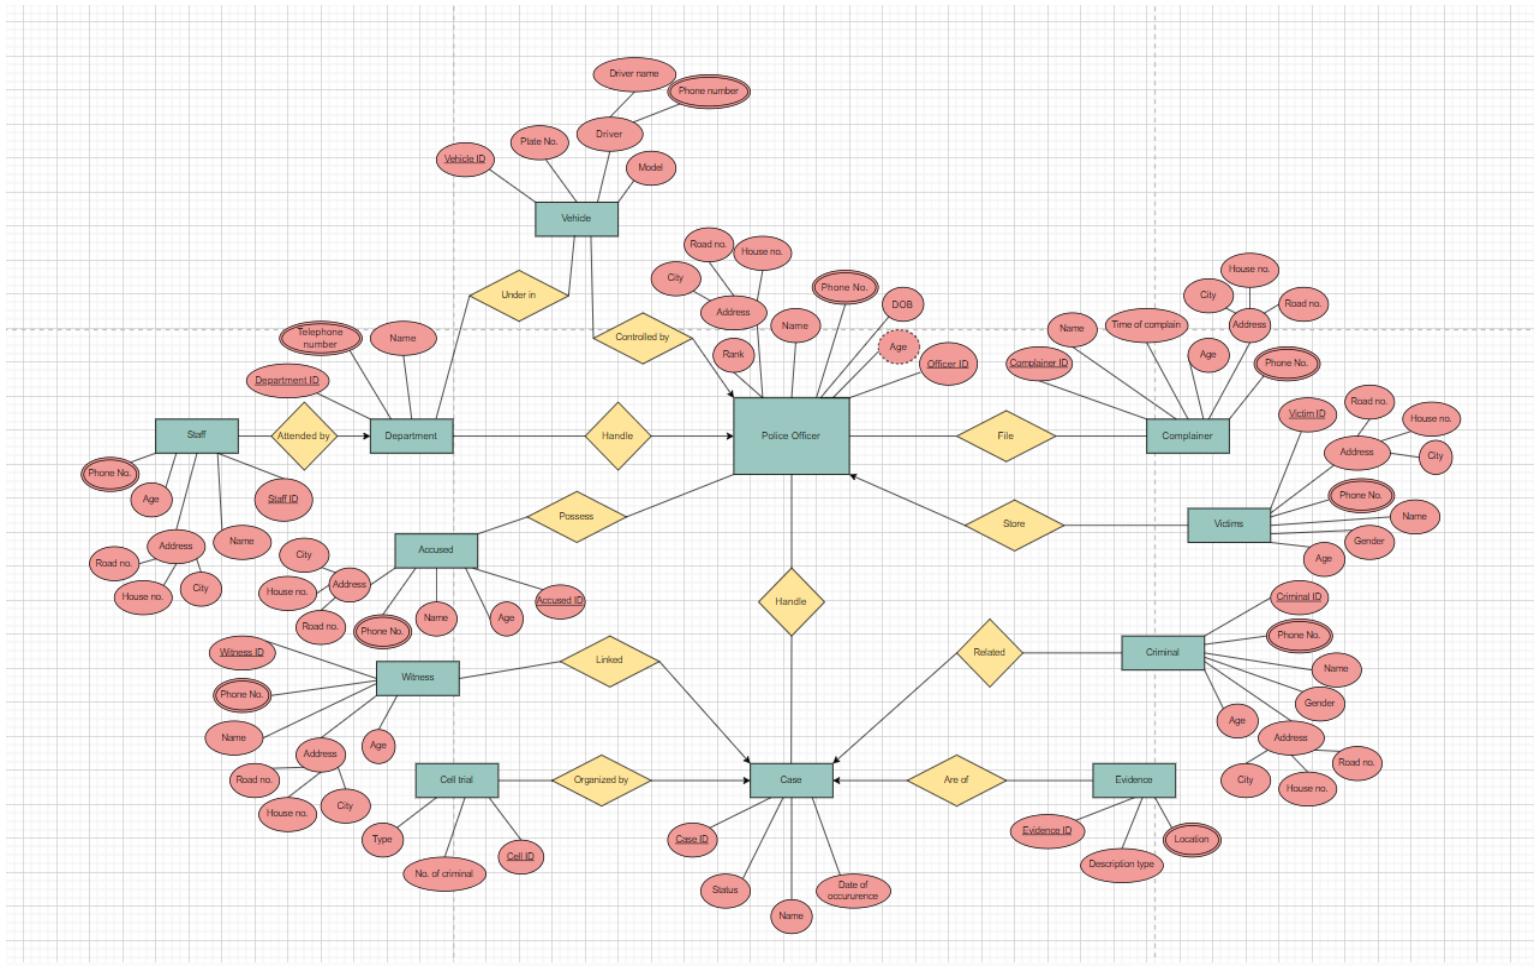 Driver name
Phone number
Driver
Plate No.
Vehicle ID
Model
Vehicle
Road no.
House no.
City
Under in
Phone No.
DOB
Address
Name
Controlled by
Rank
Age
Officer ID
House no.
City
Road no.
Time of complain
Address
Name
Complainer ID
Age
Phone No.
Telephone
number
Name
Department ID
Staff
Attended by
Department
Handle
Police Officer
File
Complainer
Victim ID
Road no.
House no.
Address
City
Phone No.
Name
Victims
Gender
Age
Store
Possess
Phone No.
Age
Staff ID
Address
Name
Road no.
House no.
City
Accused
City
Address
House no.
Road no.
Phone No.
Name
Age
Accused ID
Handle
Criminal ID
Phone No.
Criminal
Name
Gender
Age
Address
City
House no.
Road no.
Related
Witness ID
Witness
Linked
Phone No.
Name
Address
Age
Road no.
House no.
City
Cell trial
Organized by
Case
Are of
Evidence
Type
No. of criminal
Cell ID
Case ID
Status
Name
Date of
occururence
Evidence ID
Description type
Location